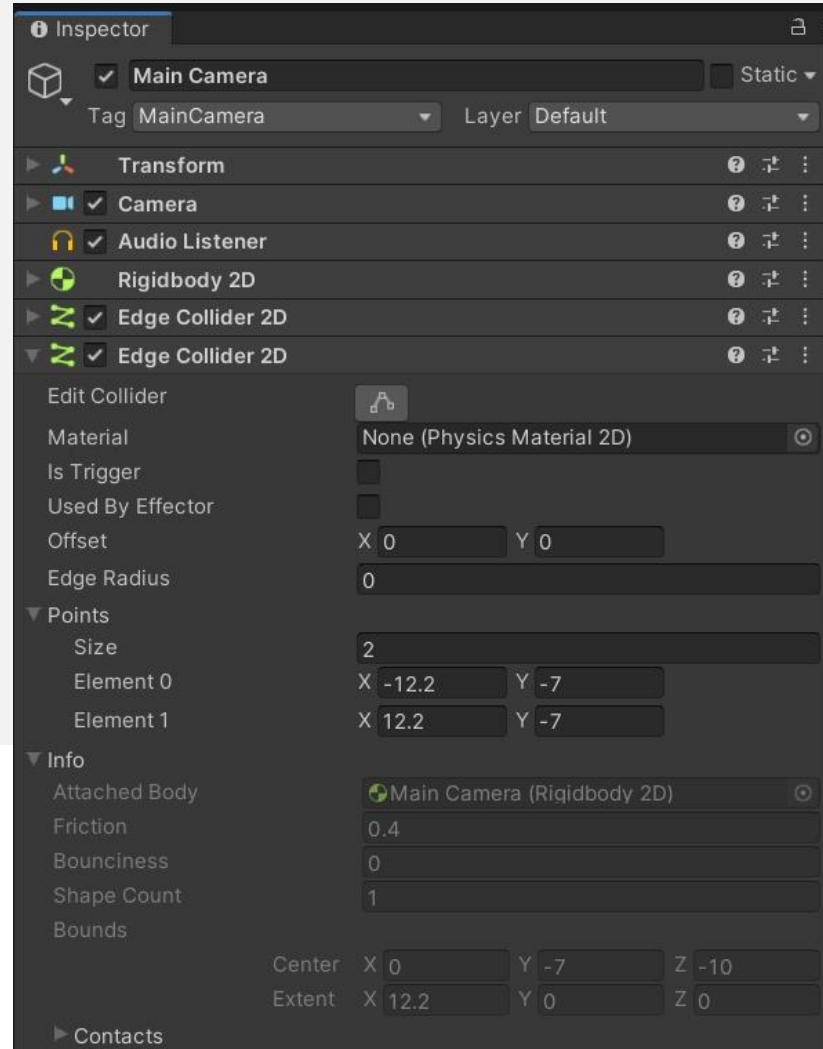 Inspector
Main Camera Static
Tag MainCamera Layer Default
Transform
Camera
Audio Listener
Rigidbody 2D
Edge Collider 2D
Edge Collider 2D
Edit Collider
Material None (Physics Material 2D)
Is Trigger
Used By Effector
Offset X 0 Y 0
Edge Radius 0
Points
Size 2
Element 0 X -12.2 Y -7
Element 1 X 12.2 Y -7
Info
Attached Body Main Camera (Rigidbody 2D)
Friction 0.4
Bounciness 0
Shape Count 1
Bounds
Center X 0 Y -7 Z -10
Extent X 12.2 Y 0 Z 0
Contacts